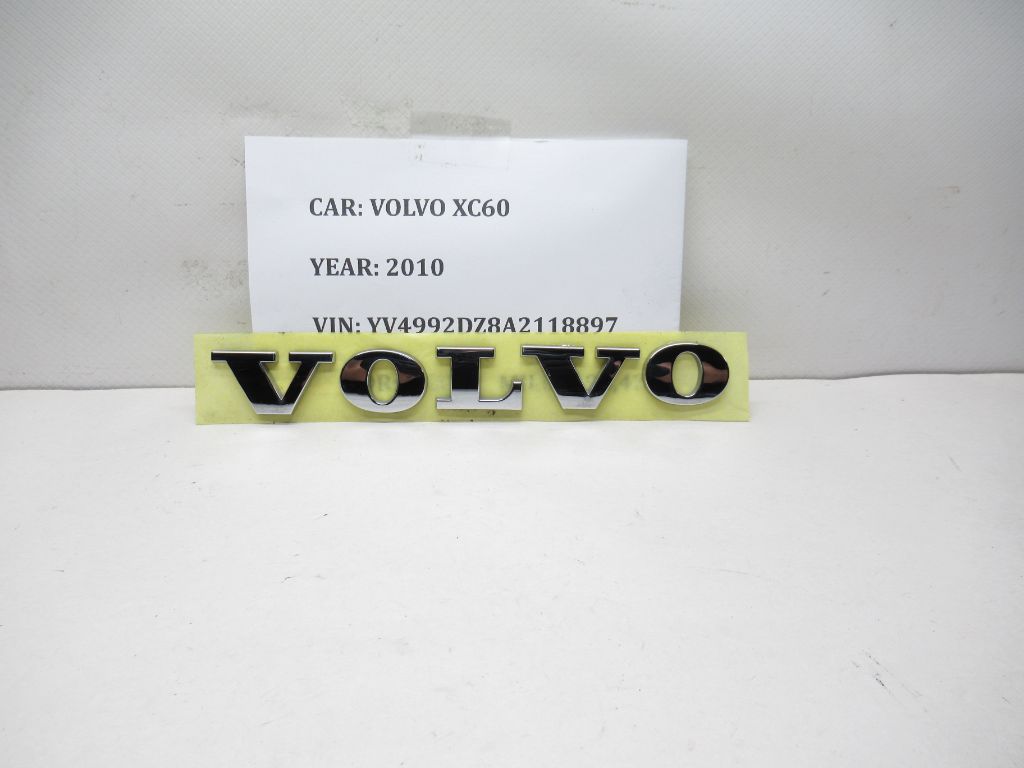 CAR: VOLVO XC60
YEAR: 2010
VIN: YV4992DZ8A2118897
VOLVO